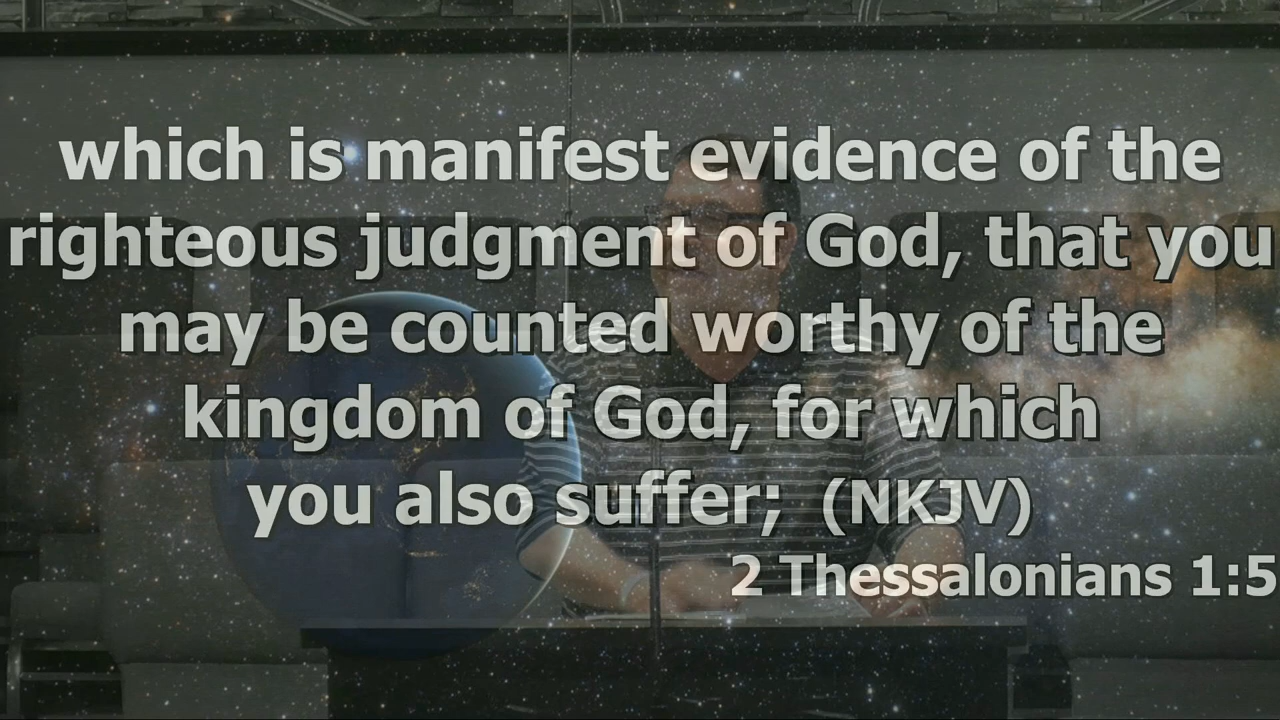 which is manifest evidence of the
righteous judgment of God, that you
may be counted worthy of the
kingdom of God, for which
you also suffer; (NKJV)
2 Thessalonians 1:5